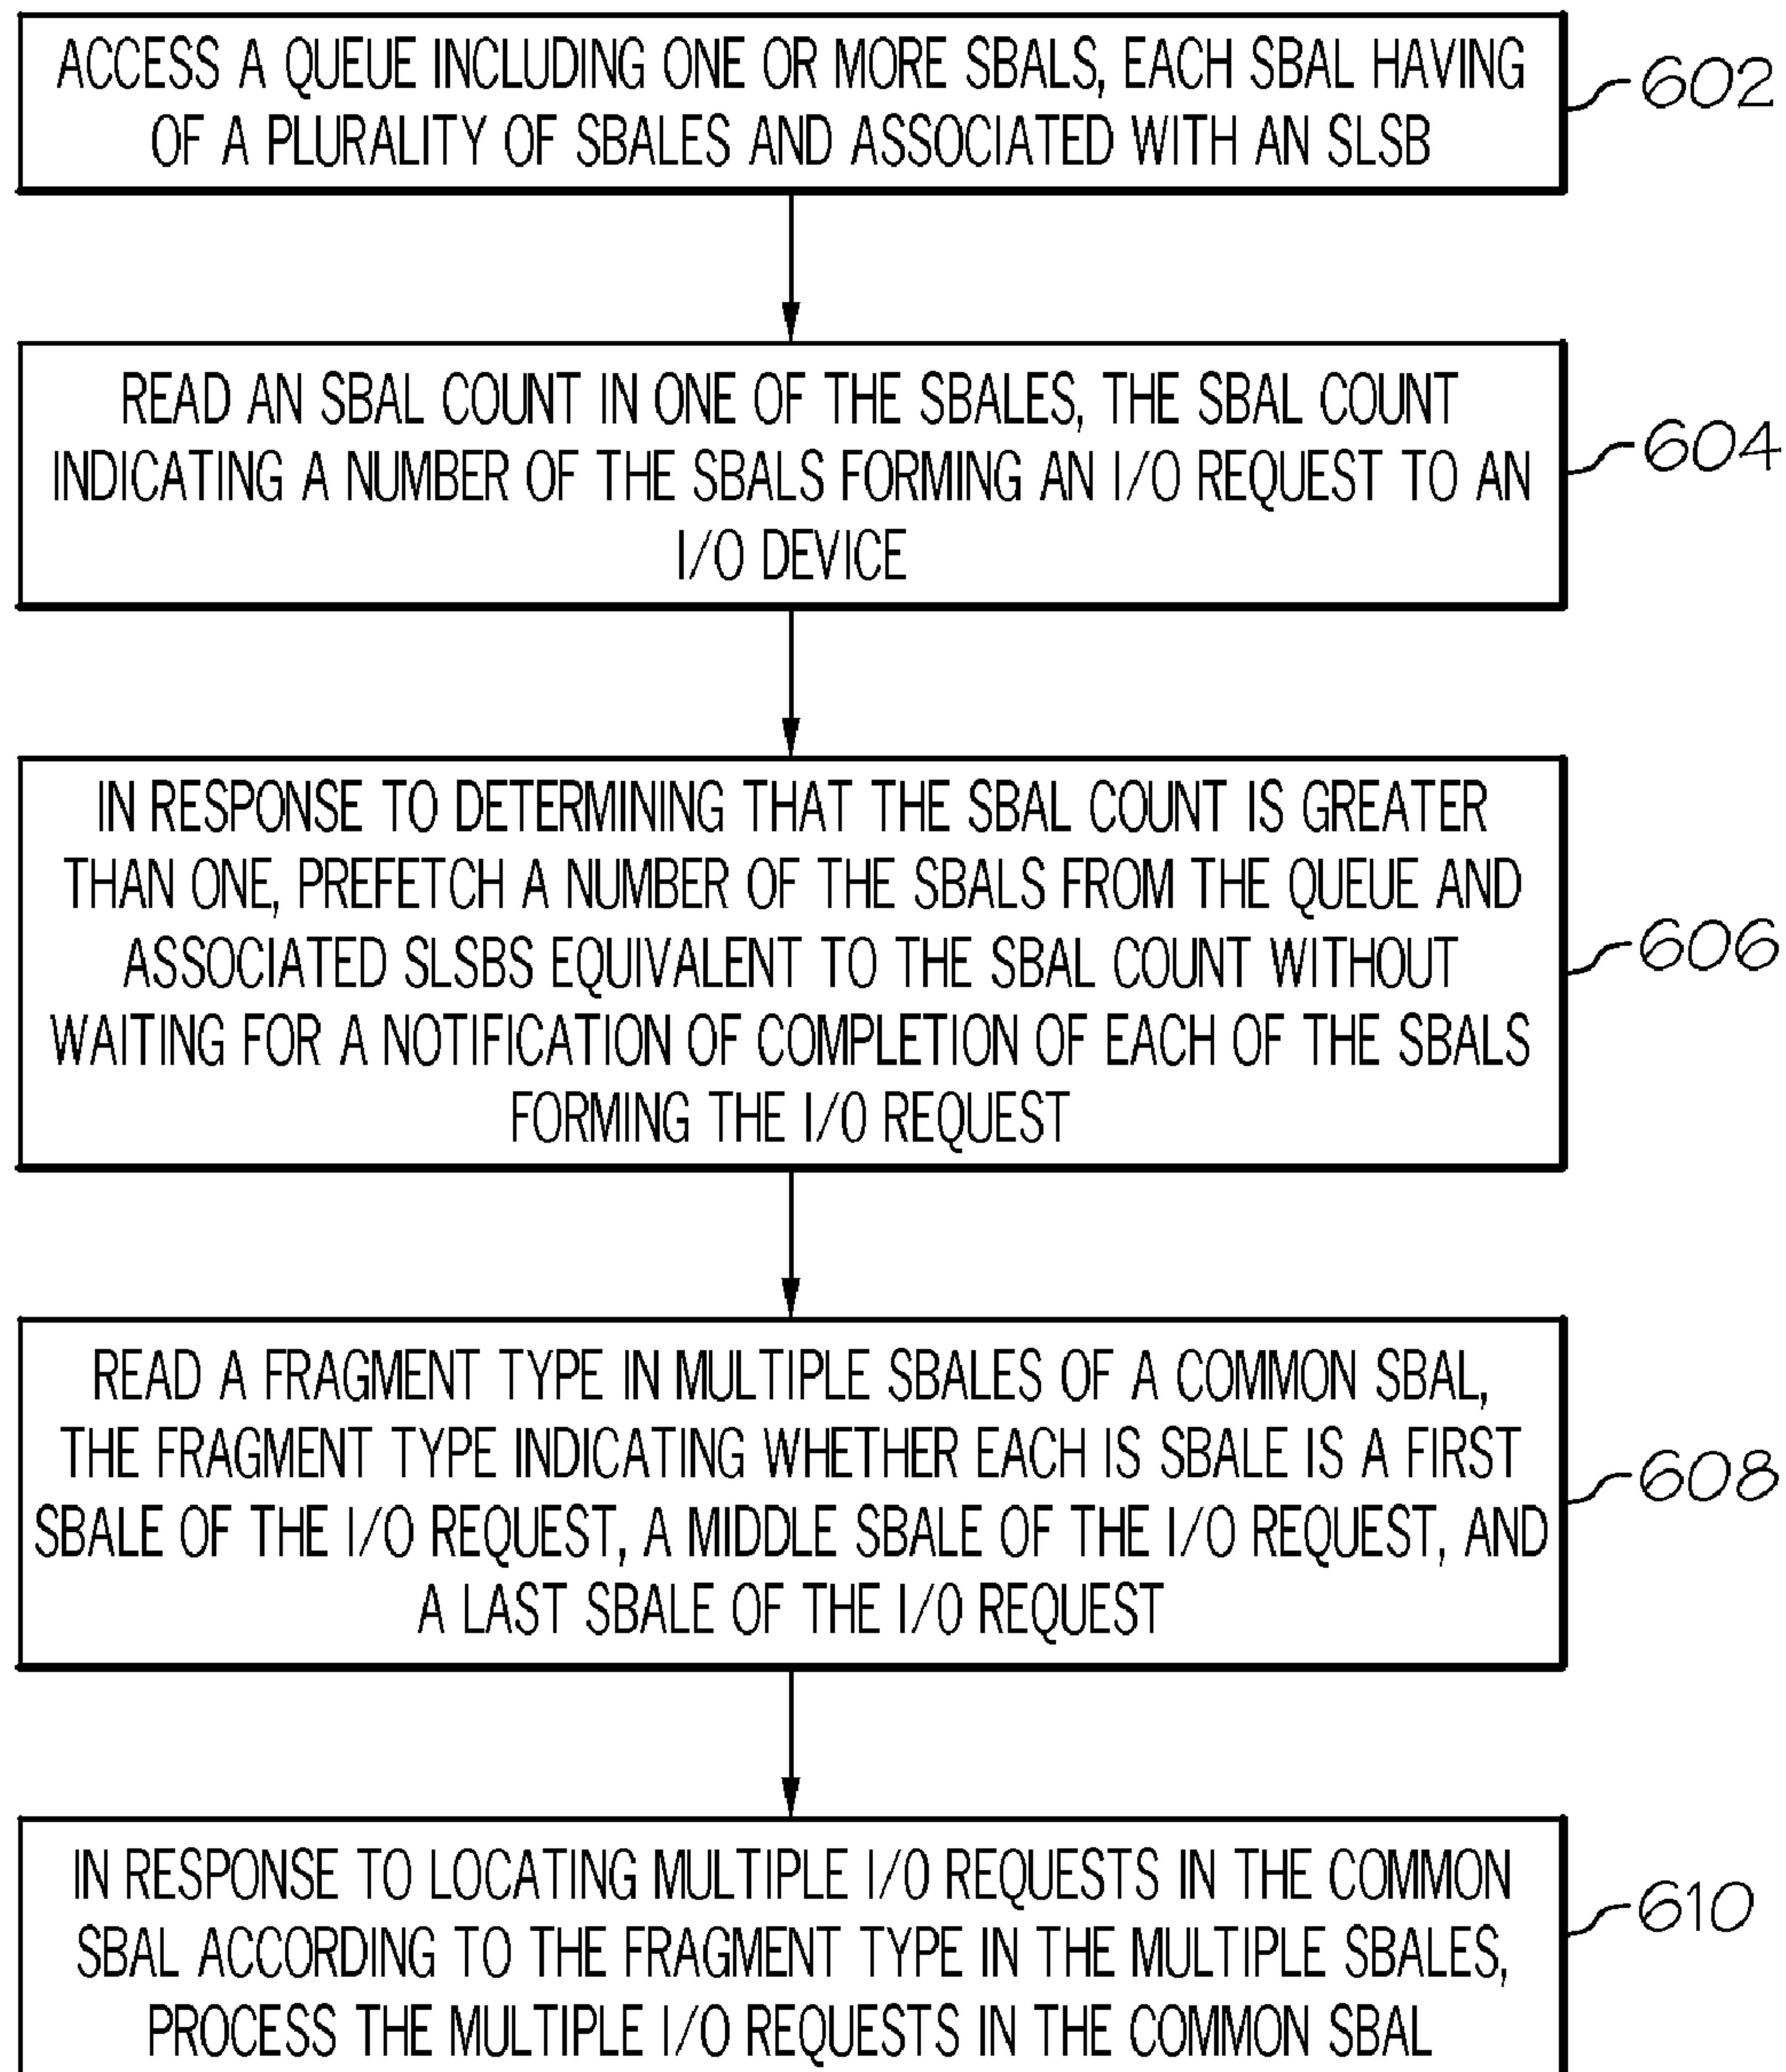 ACCESS A QUEUE INCLUDING ONE OR MORE SBALS, EACH SBAL HAVING
OF A PLURALITY OF SBALES AND ASSOCIATED WITH AN SLSB
602
READ AN SBAL COUNT IN ONE OF THE SBALES, THE SBAL COUNT
INDICATING A NUMBER OF THE SBALS FORMING AN I/O REQUEST TO AN
I/O DEVICE
604
IN RESPONSE TO DETERMINING THAT THE SBAL COUNT IS GREATER
THAN ONE, PREFETCH A NUMBER OF THE SBALS FROM THE QUEUE AND
ASSOCIATED SLSBS EQUIVALENT TO THE SBAL COUNT WITHOUT
WAITING FOR A NOTIFICATION OF COMPLETION OF EACH OF THE SBALS
FORMING THE I/O REQUEST
606
READ A FRAGMENT TYPE IN MULTIPLE SBALES OF A COMMON SBAL,
THE FRAGMENT TYPE INDICATING WHETHER EACH IS SBALE IS A FIRST
SBALE OF THE I/O REQUEST, A MIDDLE SBALE OF THE I/O REQUEST, AND
A LAST SBALE OF THE I/O REQUEST
608
IN RESPONSE TO LOCATING MULTIPLE I/O REQUESTS IN THE COMMON
SBAL ACCORDING TO THE FRAGMENT TYPE IN THE MULTIPLE SBALES,
PROCESS THE MULTIPLE I/O REQUESTS IN THE COMMON SBAL
610